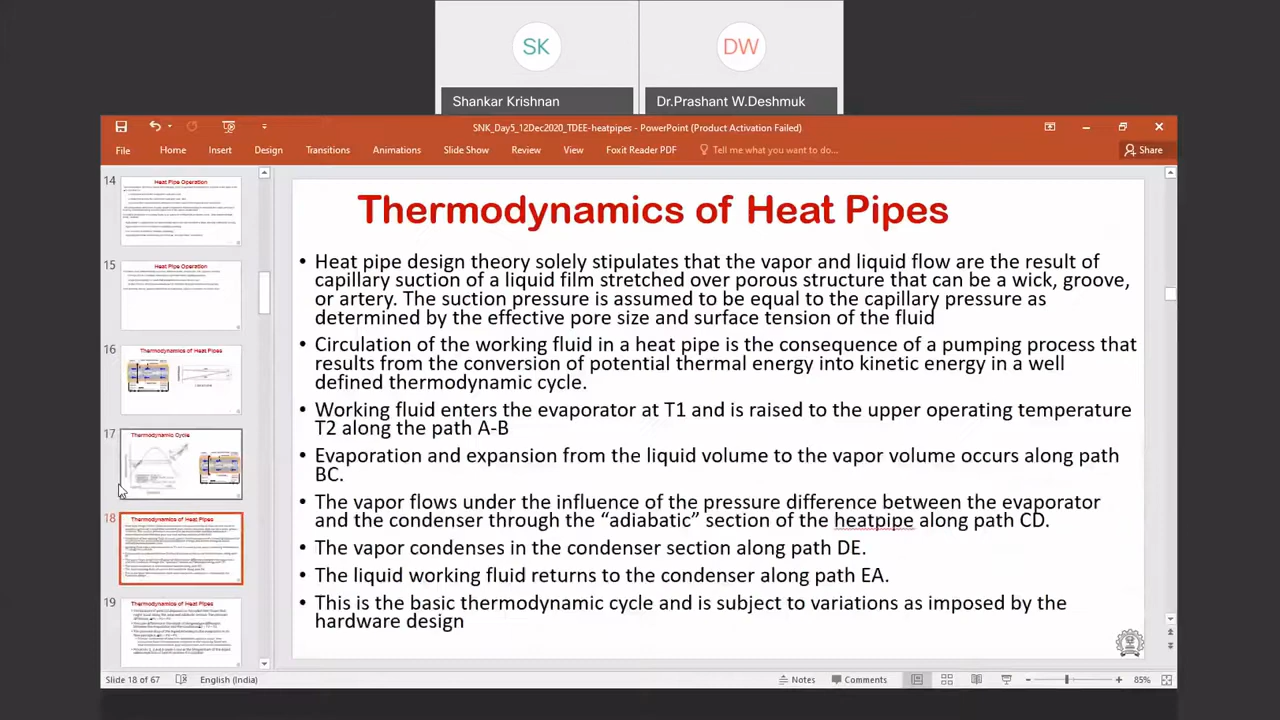 SK
DW
Shankar Krishnan
Dr.Prashant W.Deshmuk
SNK_Day5_12Dec2020_TDEE-heatpipes - PowerPoint (Product Activation Failed)
File Home Insert Design Transitions Animations Slide Show Review View Foxit Reader PDF Tell me what you want to do... Share
14
Heat Pipe Operation
15
Heat Pipe Operation
16
Thermodynamics of Heat Pipes
17
Thermodynamic Cycle
18
Thermodynamics of Heat Pipes
19
Thermodynamics of Heat Pipes
Thermodynamics of Heat Pipes
• Heat pipe design theory solely stipulates that the vapor and liquid flow are the result of
capillary suction of a liquid film stretched over porous structure that can be a wick, groove,
or artery. The suction pressure is assumed to be equal to the capillary pressure as
determined by the effective pore size and surface tension of the fluid
• Circulation of the working fluid in a heat pipe is the consequence of a pumping process that
results from the conversion of potential thermal energy into kinetic energy in a well
defined thermodynamic cycle.
• Working fluid enters the evaporator at T1 and is raised to the upper operating temperature
T2 along the path A-B
• Evaporation and expansion from the liquid volume to the vapor volume occurs along path
BC.
• The vapor flows under the influence of the pressure difference between the evaporator
and the condenser through the “adiabatic” section of the heatpipe along path CD.
• The vapor condenses in the condenser section along path DE.
• The liquid working fluid returns to the condenser along path EA.
• This is the basic thermodynamic cycle and is subject to variations as imposed by the
hardware design
Slide 18 of 67 English (India) Notes Comments 85%